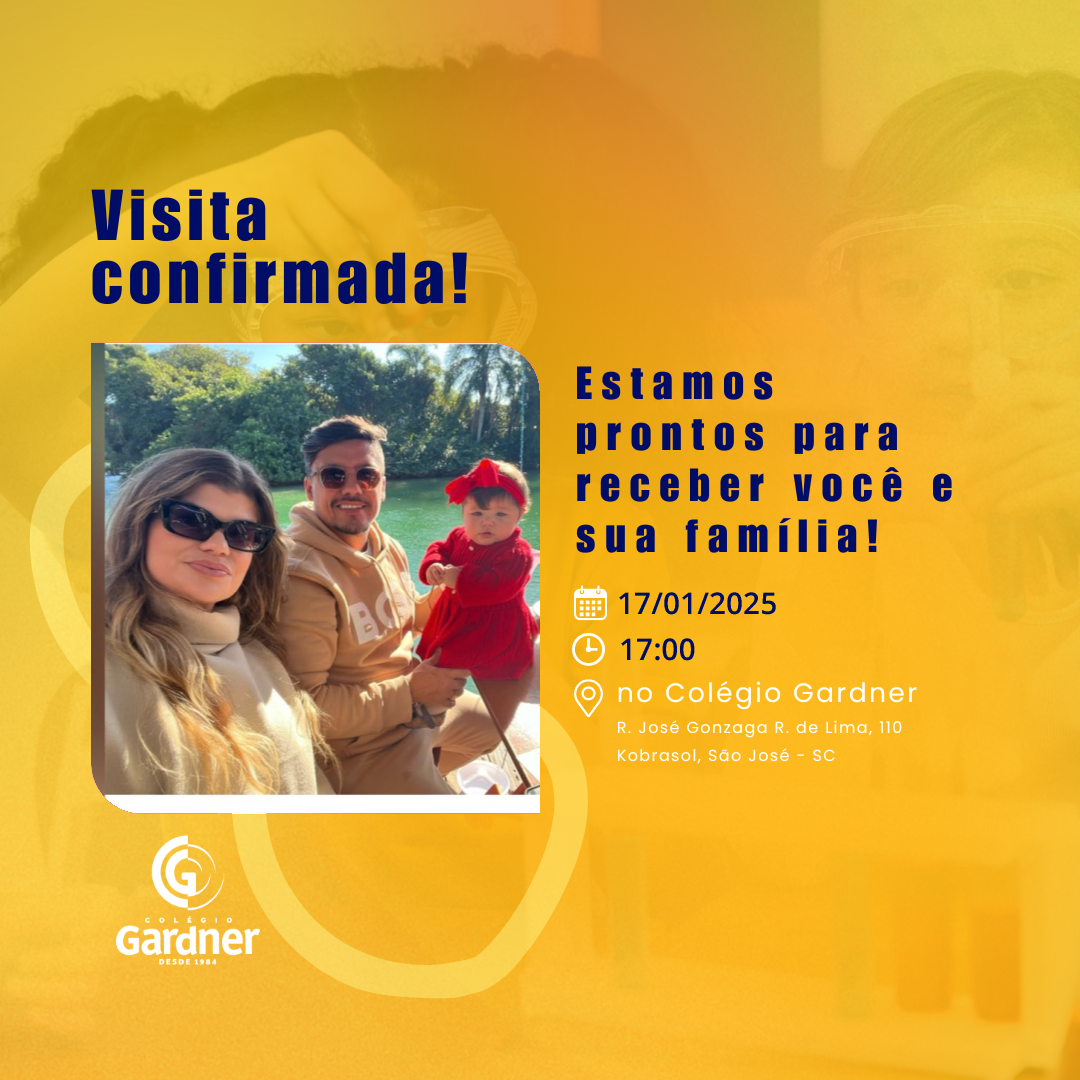 Visita
confirmada!
Estamos
prontos para
receber você e
sua família!
17/01/2025
17:00
no Colégio Gardner
R. José Gonzaga R. de Lima, 110
Kobrasol, São José - SC
G
COLÉGIO
Gardner
DESDE 1984